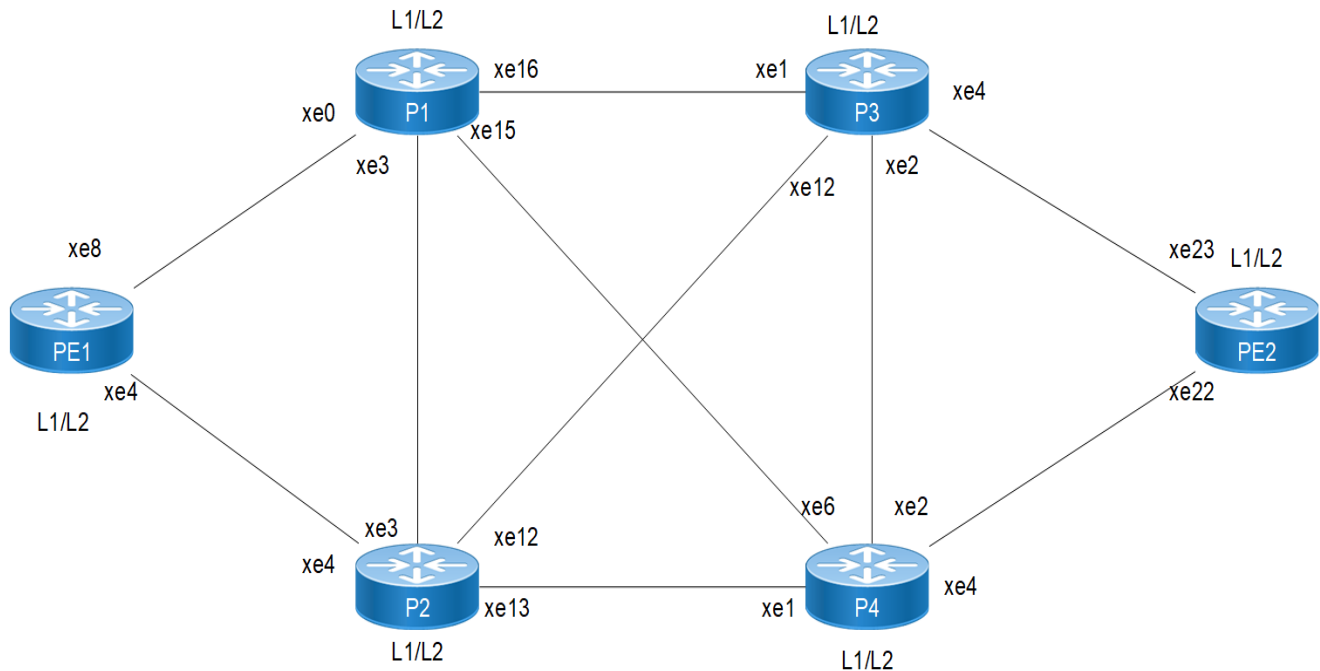 L1/L2
L1/L2
xe16
xe1
xe4
P1
P3
xe0
xe15
xe3
xe12
xe2
xe8
xe23
L1/L2
PE1
PE2
xe4
xe22
L1/L2
xe6
xe2
xe3
xe12
xe4
xe4
P2
xe13
xe1
P4
L1/L2
L1/L2